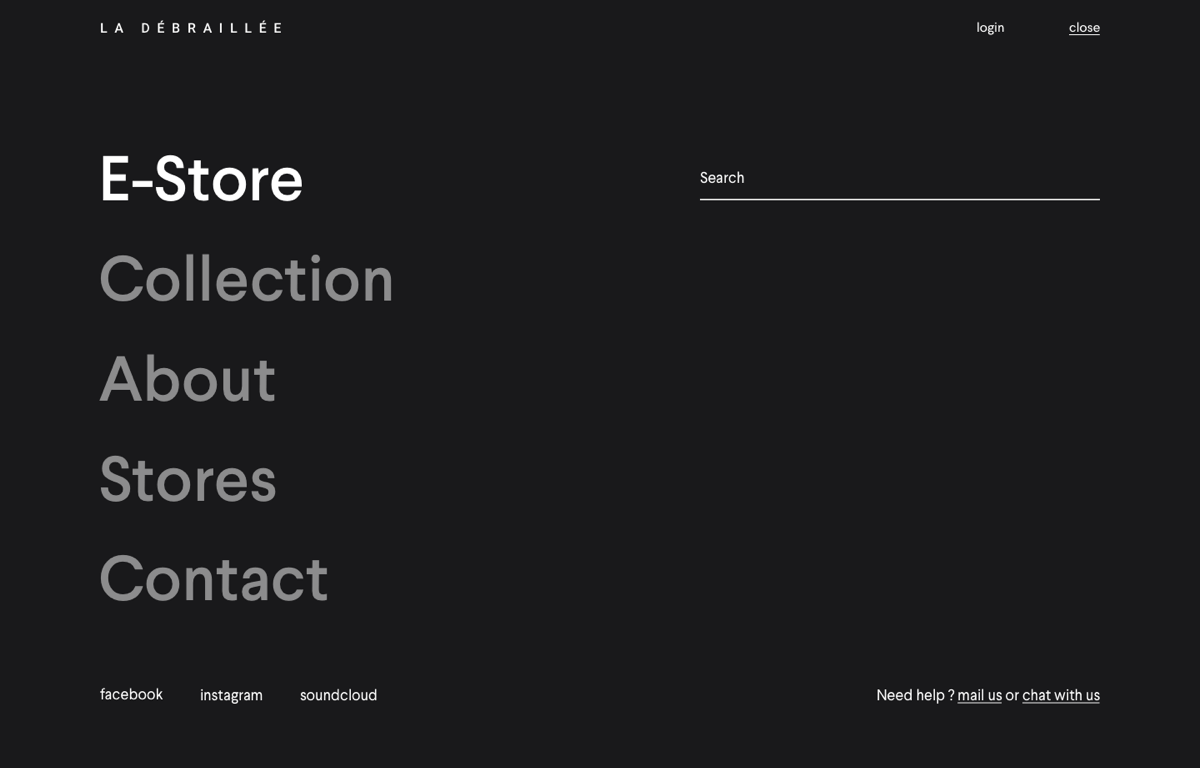 LA DÉBRAILLÉE
login
close
E-Store
Search
Collection
About
Stores
Contact
facebook
instagram
soundcloud
Need help ? mail us or chat with us